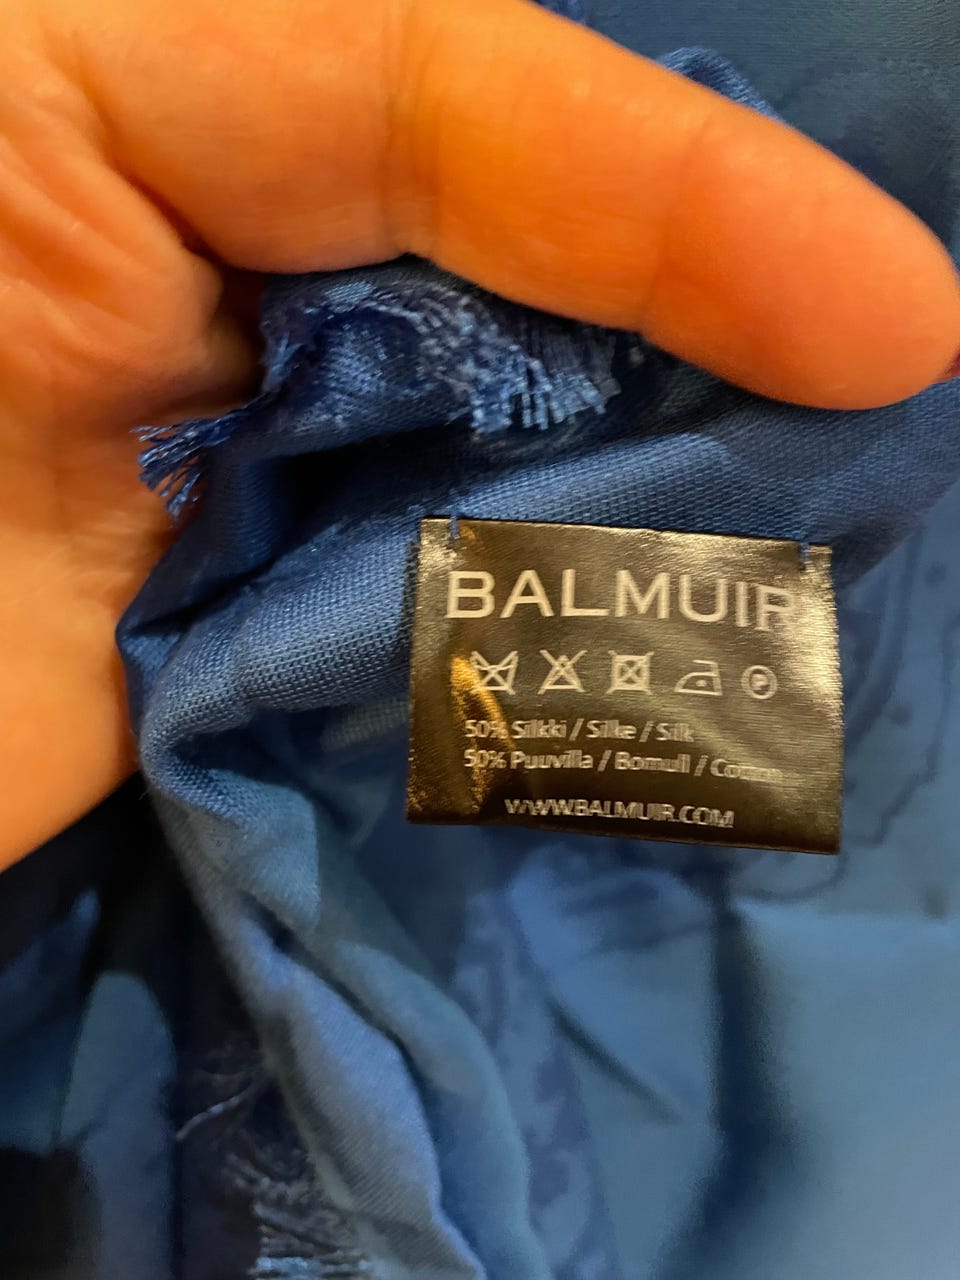 BALMUIR
P
50% Silkki / Silke / Silk
50% Puuvilla / Bomull / Cotton
WWW.BALMUIR.COM